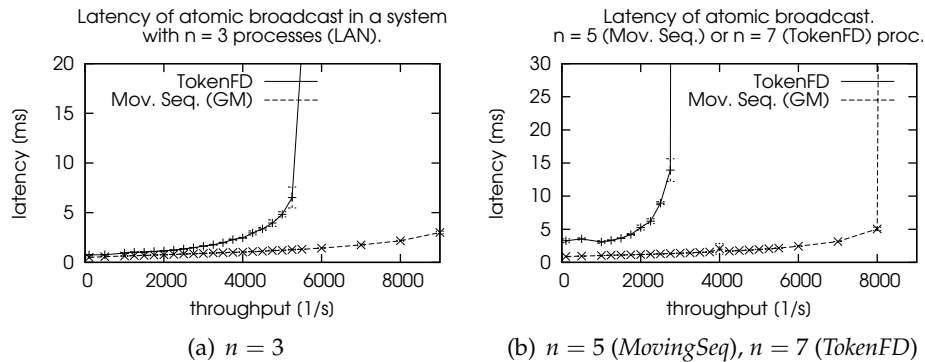 Latency of atomic broadcast in a system
with n = 3 processes (LAN).
20
15
10
5
0
latency (ms)
TokenFD
Mov. Seq. (GM)
0 2000 4000 6000 8000
throughput (1/s)
(a) n = 3
Latency of atomic broadcast.
n = 5 (Mov. Seq.) or n = 7 (TokenFD) proc.
30
25
20
15
10
5
0
latency (ms)
TokenFD
Mov. Seq. (GM)
0 2000 4000 6000 8000
throughput (1/s)
(b) n = 5 (MovingSeq), n = 7 (TokenFD)